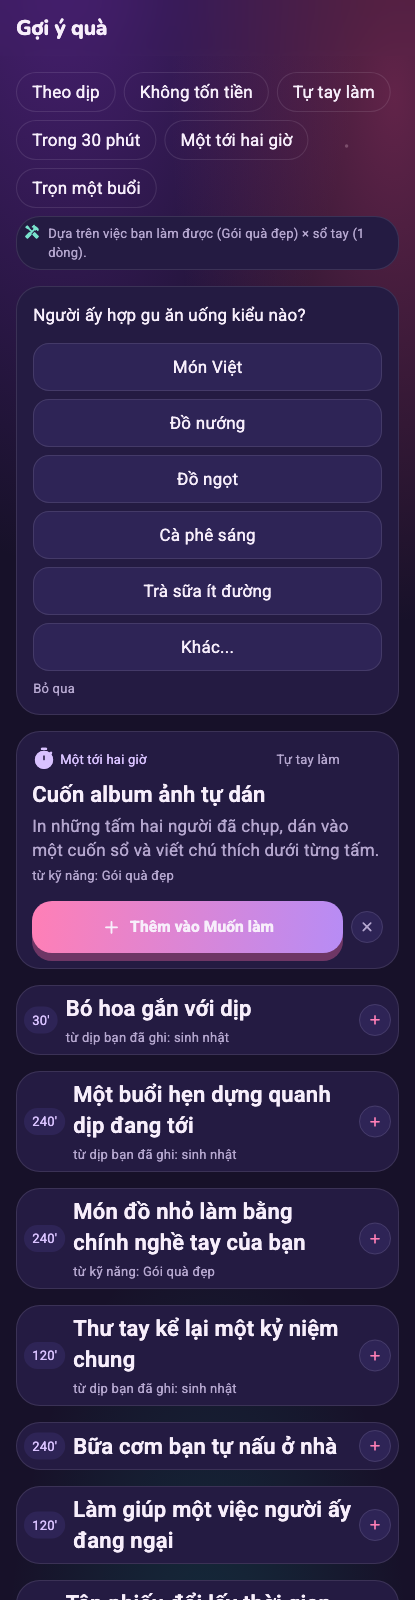 Gợi ý quà
Theo dịp
Không tốn tiền
Tự tay làm
Trong 30 phút
Một tới hai giờ
Trọn một buổi
Dựa trên việc bạn làm được (Gói quà đẹp) × sổ tay (1
dòng).
Người ấy hợp gu ăn uống kiểu nào?
Món Việt
Đồ nướng
Đồ ngọt
Cà phê sáng
Trà sữa ít đường
Khác...
Bỏ qua
Một tới hai giờ
Tự tay làm
Cuốn album ảnh tự dán
In những tấm hai người đã chụp, dán vào
một cuốn sổ và viết chú thích dưới từng tấm.
từ kỹ năng: Gói quà đẹp
+ Thêm vào Muốn làm
30'
Bó hoa gắn với dịp
từ dịp bạn đã ghi: sinh nhật
240'
Một buổi hẹn dựng quanh
dịp đang tới
từ dịp bạn đã ghi: sinh nhật
240'
Món đồ nhỏ làm bằng
chính nghề tay của bạn
từ kỹ năng: Gói quà đẹp
120'
Thư tay kể lại một kỷ niệm
chung
từ dịp bạn đã ghi: sinh nhật
240'
Bữa cơm bạn tự nấu ở nhà
120'
Làm giúp một việc người ấy
đang ngại